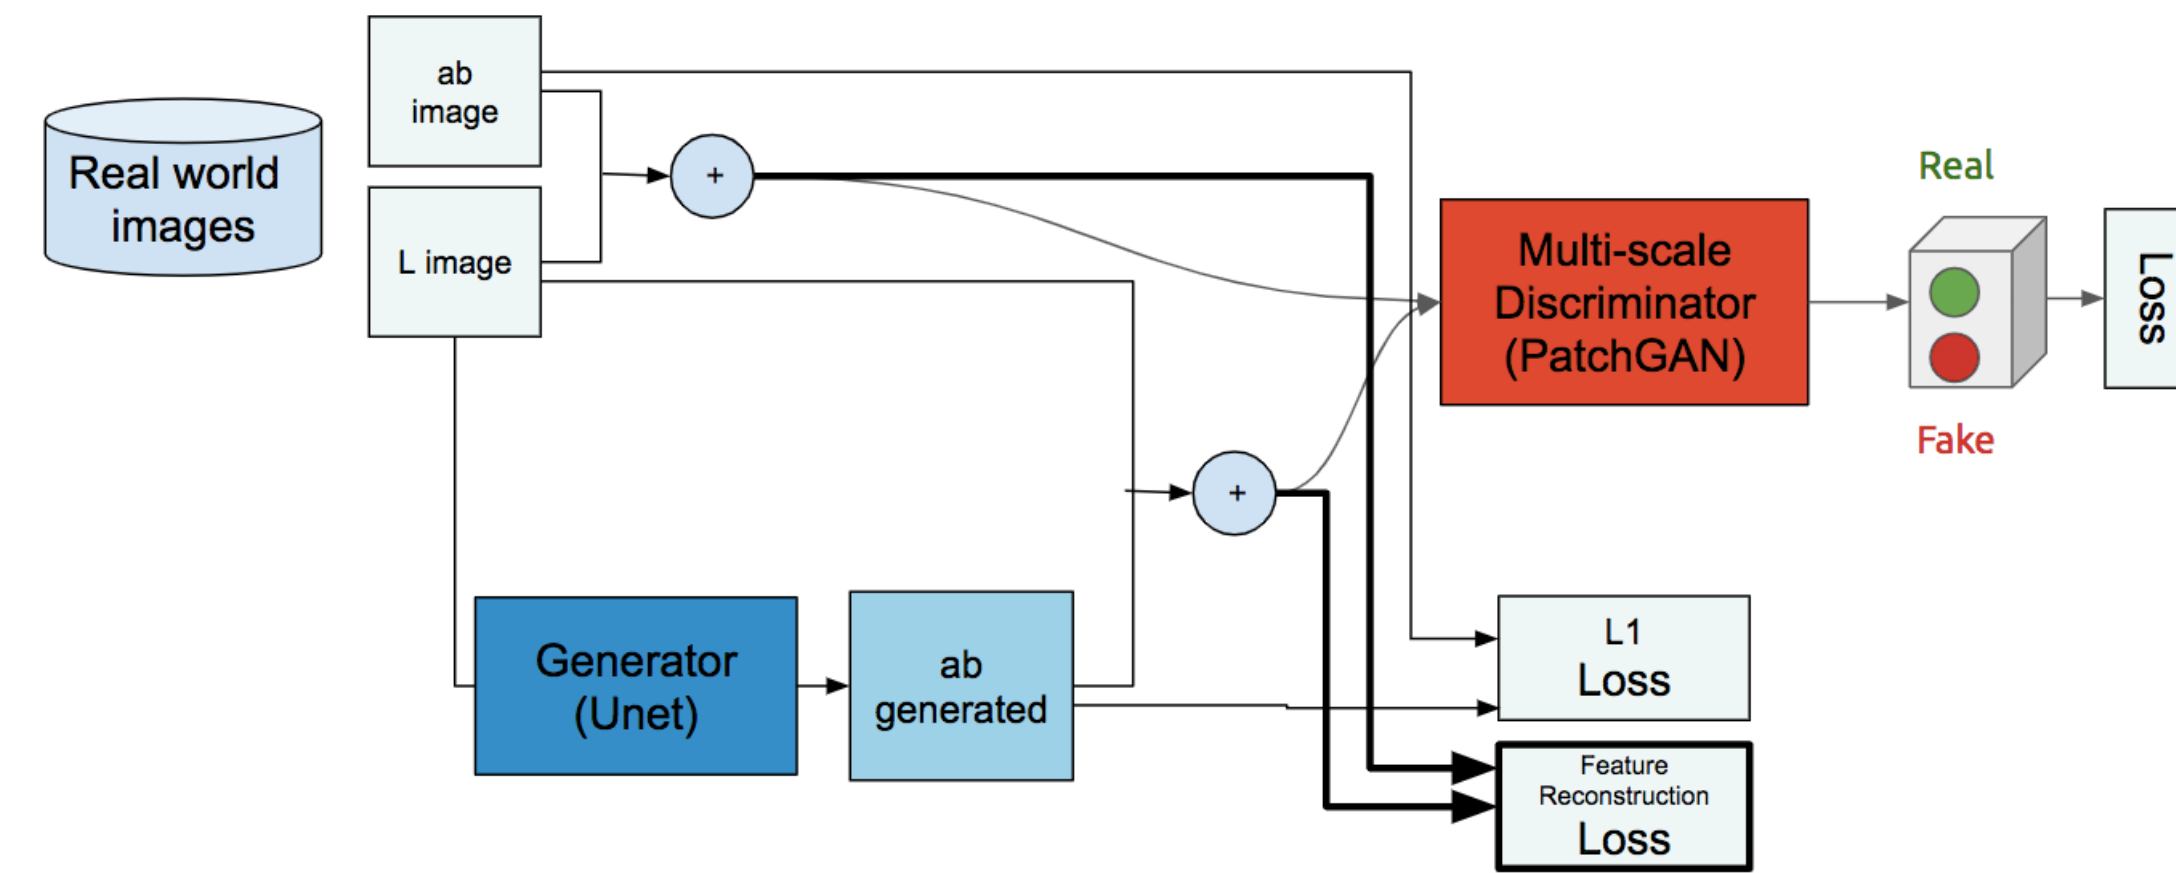 ab
image
Real world
images
L image
+
Multi-scale
Discriminator
(PatchGAN)
Real
Fake
Loss
+
Generator
(Unet)
ab
generated
L1
Loss
Feature
Reconstruction
Loss